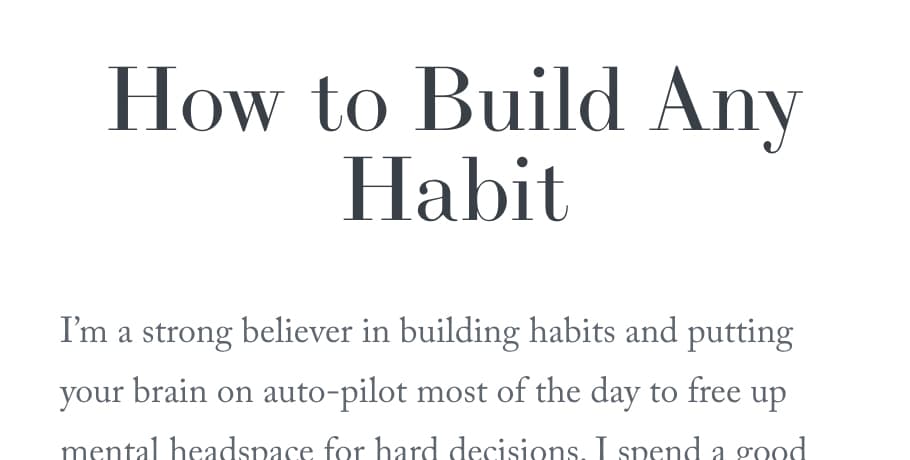 How to Build Any
Habit
I’m a strong believer in building habits and putting
your brain on auto-pilot most of the day to free up
mental headspace for hard decisions. I spend a good